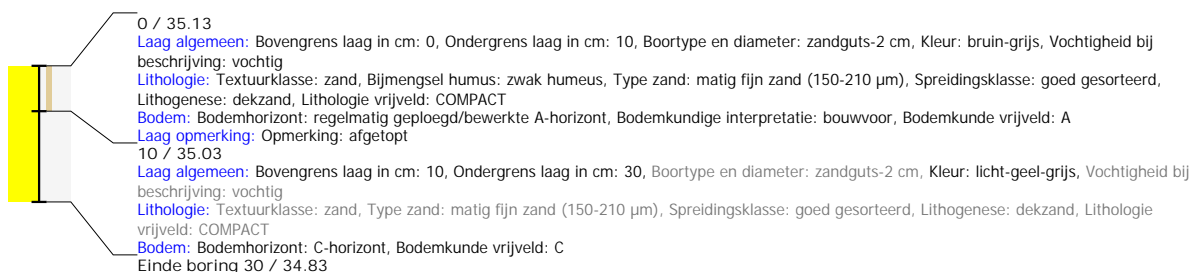 0 / 35.13
Laag algemeen: Bovengrens laag in cm: 0, Ondergrens laag in cm: 10, Boortype en diameter: zandguts-2 cm, Kleur: bruin-grijs, Vochtigheid bij
beschrijving: vochtig
Lithologie: Textuurklasse: zand, Bijmengsel humus: zwak humeus, Type zand: matig fijn zand (150-210 µm), Spreidingsklasse: goed gesorteerd,
Lithogenese: dekzand, Lithologie vrijveld: COMPACT
Bodem: Bodemhorizont: regelmatig geploegd/bewerkte A-horizont, Bodemkundige interpretatie: bouwvoor, Bodemkunde vrijveld: A
Laag opmerking: Opmerking: afgetopt
10 / 35.03
Laag algemeen: Bovengrens laag in cm: 10, Ondergrens laag in cm: 30, Boortype en diameter: zandguts-2 cm, Kleur: licht-geel-grijs, Vochtigheid bij
beschrijving: vochtig
Lithologie: Textuurklasse: zand, Type zand: matig fijn zand (150-210 µm), Spreidingsklasse: goed gesorteerd, Lithogenese: dekzand, Lithologie
vrijveld: COMPACT
Bodem: Bodemhorizont: C-horizont, Bodemkunde vrijveld: C
Einde boring 30 / 34.83